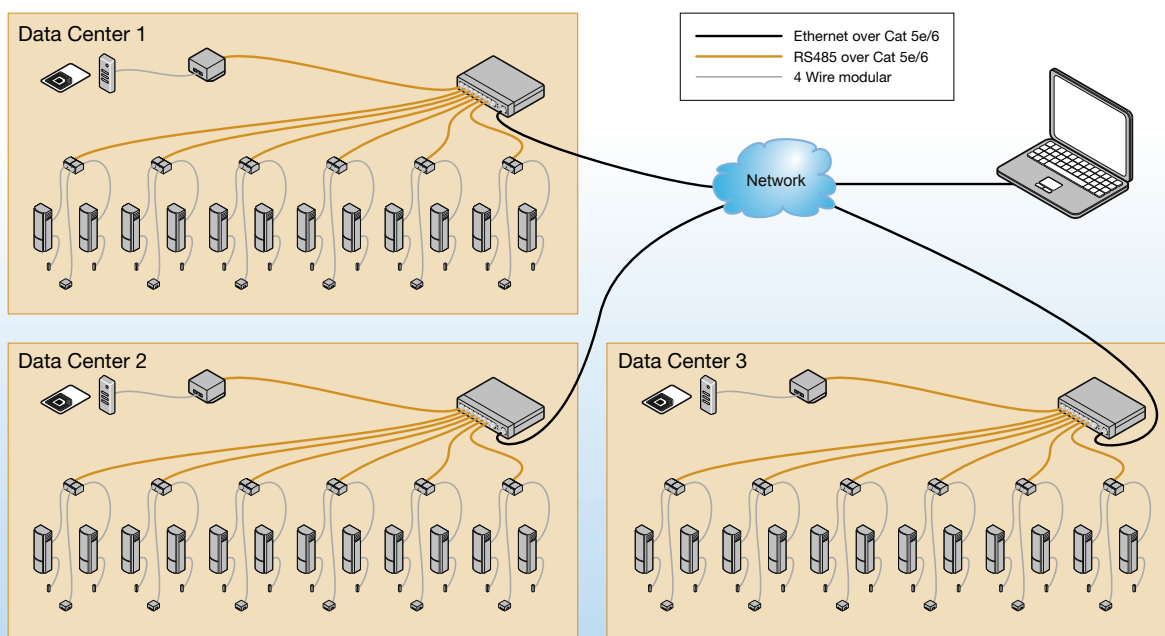 Data Center 1
Ethernet over Cat 5e/6
RS485 over Cat 5e/6
4 Wire modular
Network
Data Center 2
Data Center 3